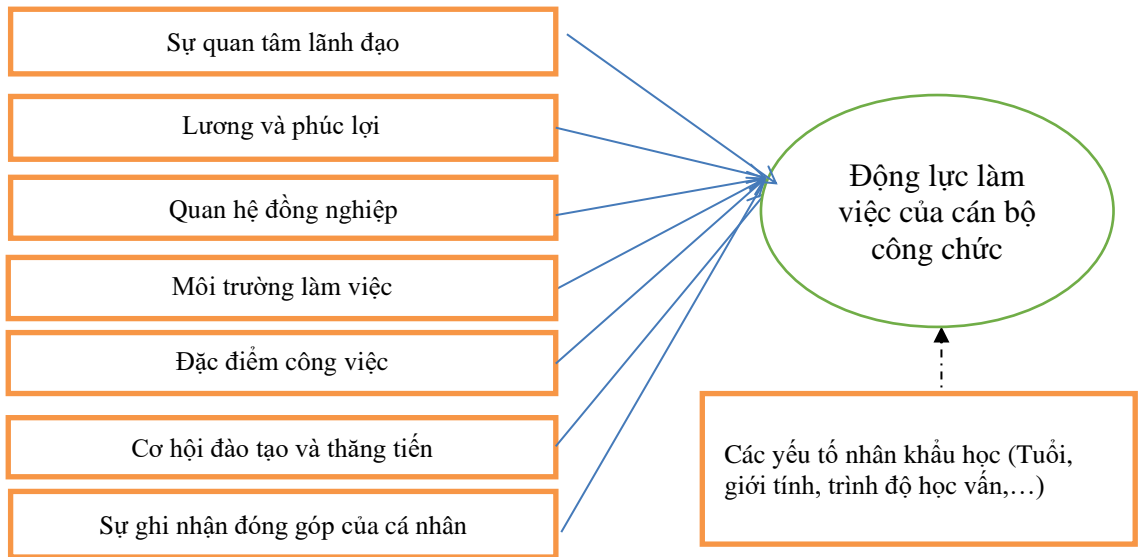 Sự quan tâm lãnh đạo
Lương và phúc lợi
Quan hệ đồng nghiệp
Môi trường làm việc
Đặc điểm công việc
Cơ hội đào tạo và thăng tiến
Sự ghi nhận đóng góp của cá nhân
Động lực làm
việc của cán bộ
công chức
Các yếu tố nhân khẩu học (Tuổi,
giới tính, trình độ học vấn,…)